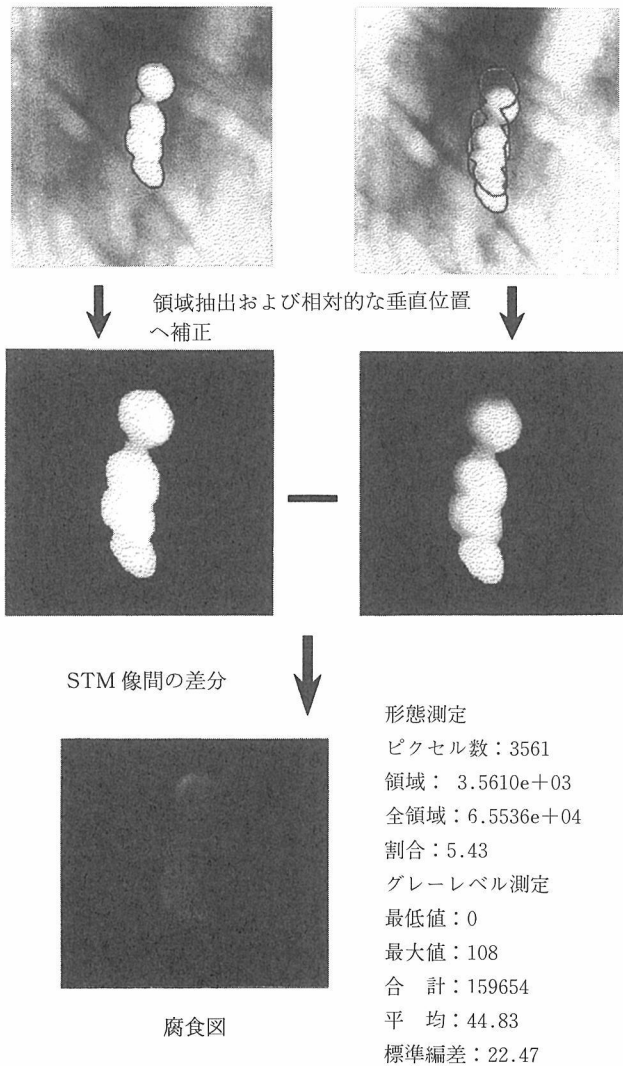 領域抽出および相対的な垂直位置
へ補正
STM 像間の差分
形態測定
ピクセル数：3561
領域： 3.5610e+03
全領域：6.5536e+04
割合：5.43
グレーレベル測定
最低値：0
最大値：108
合　計：159654
平　均：44.83
標準編差：22.47
腐食図